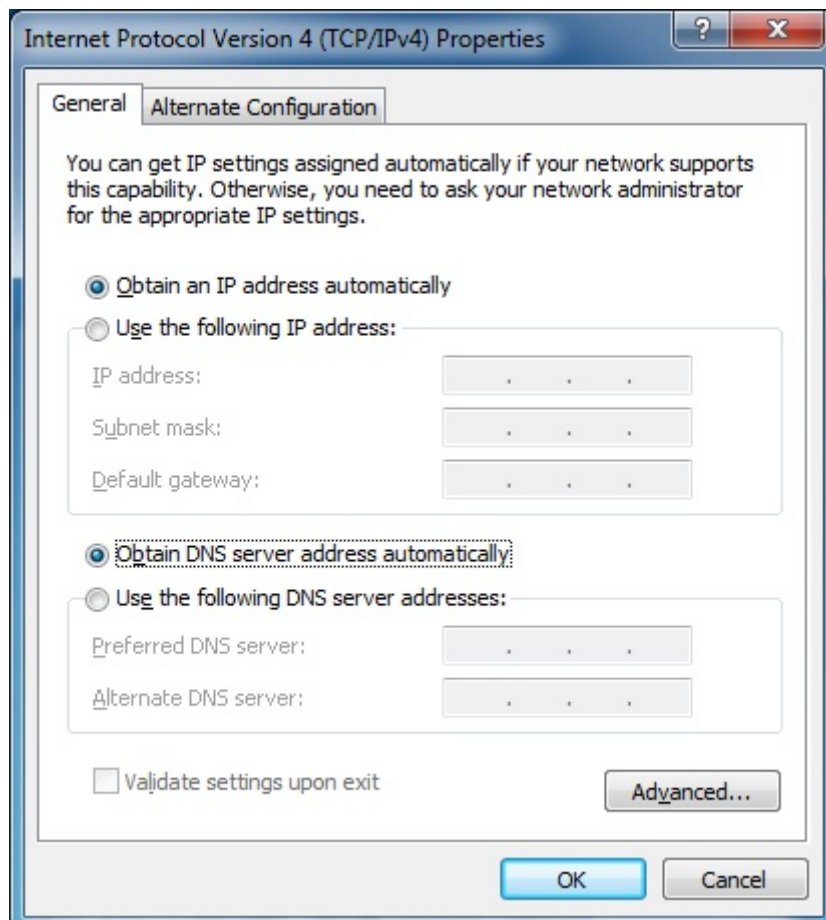 Internet Protocol Version 4 (TCP/IPv4) Properties
?
General
Alternate Configuration
You can get IP settings assigned automatically if your network supports
this capability. Otherwise, you need to ask your network administrator
for the appropriate IP settings.
Obtain an IP address automatically
Use the following IP address:
IP address:
. . .
Subnet mask:
. . .
Default gateway:
. . .
Obtain DNS server address automatically
Use the following DNS server addresses:
Preferred DNS server:
. . .
Alternate DNS server:
. . .
Validate settings upon exit
Advanced...
OK
Cancel